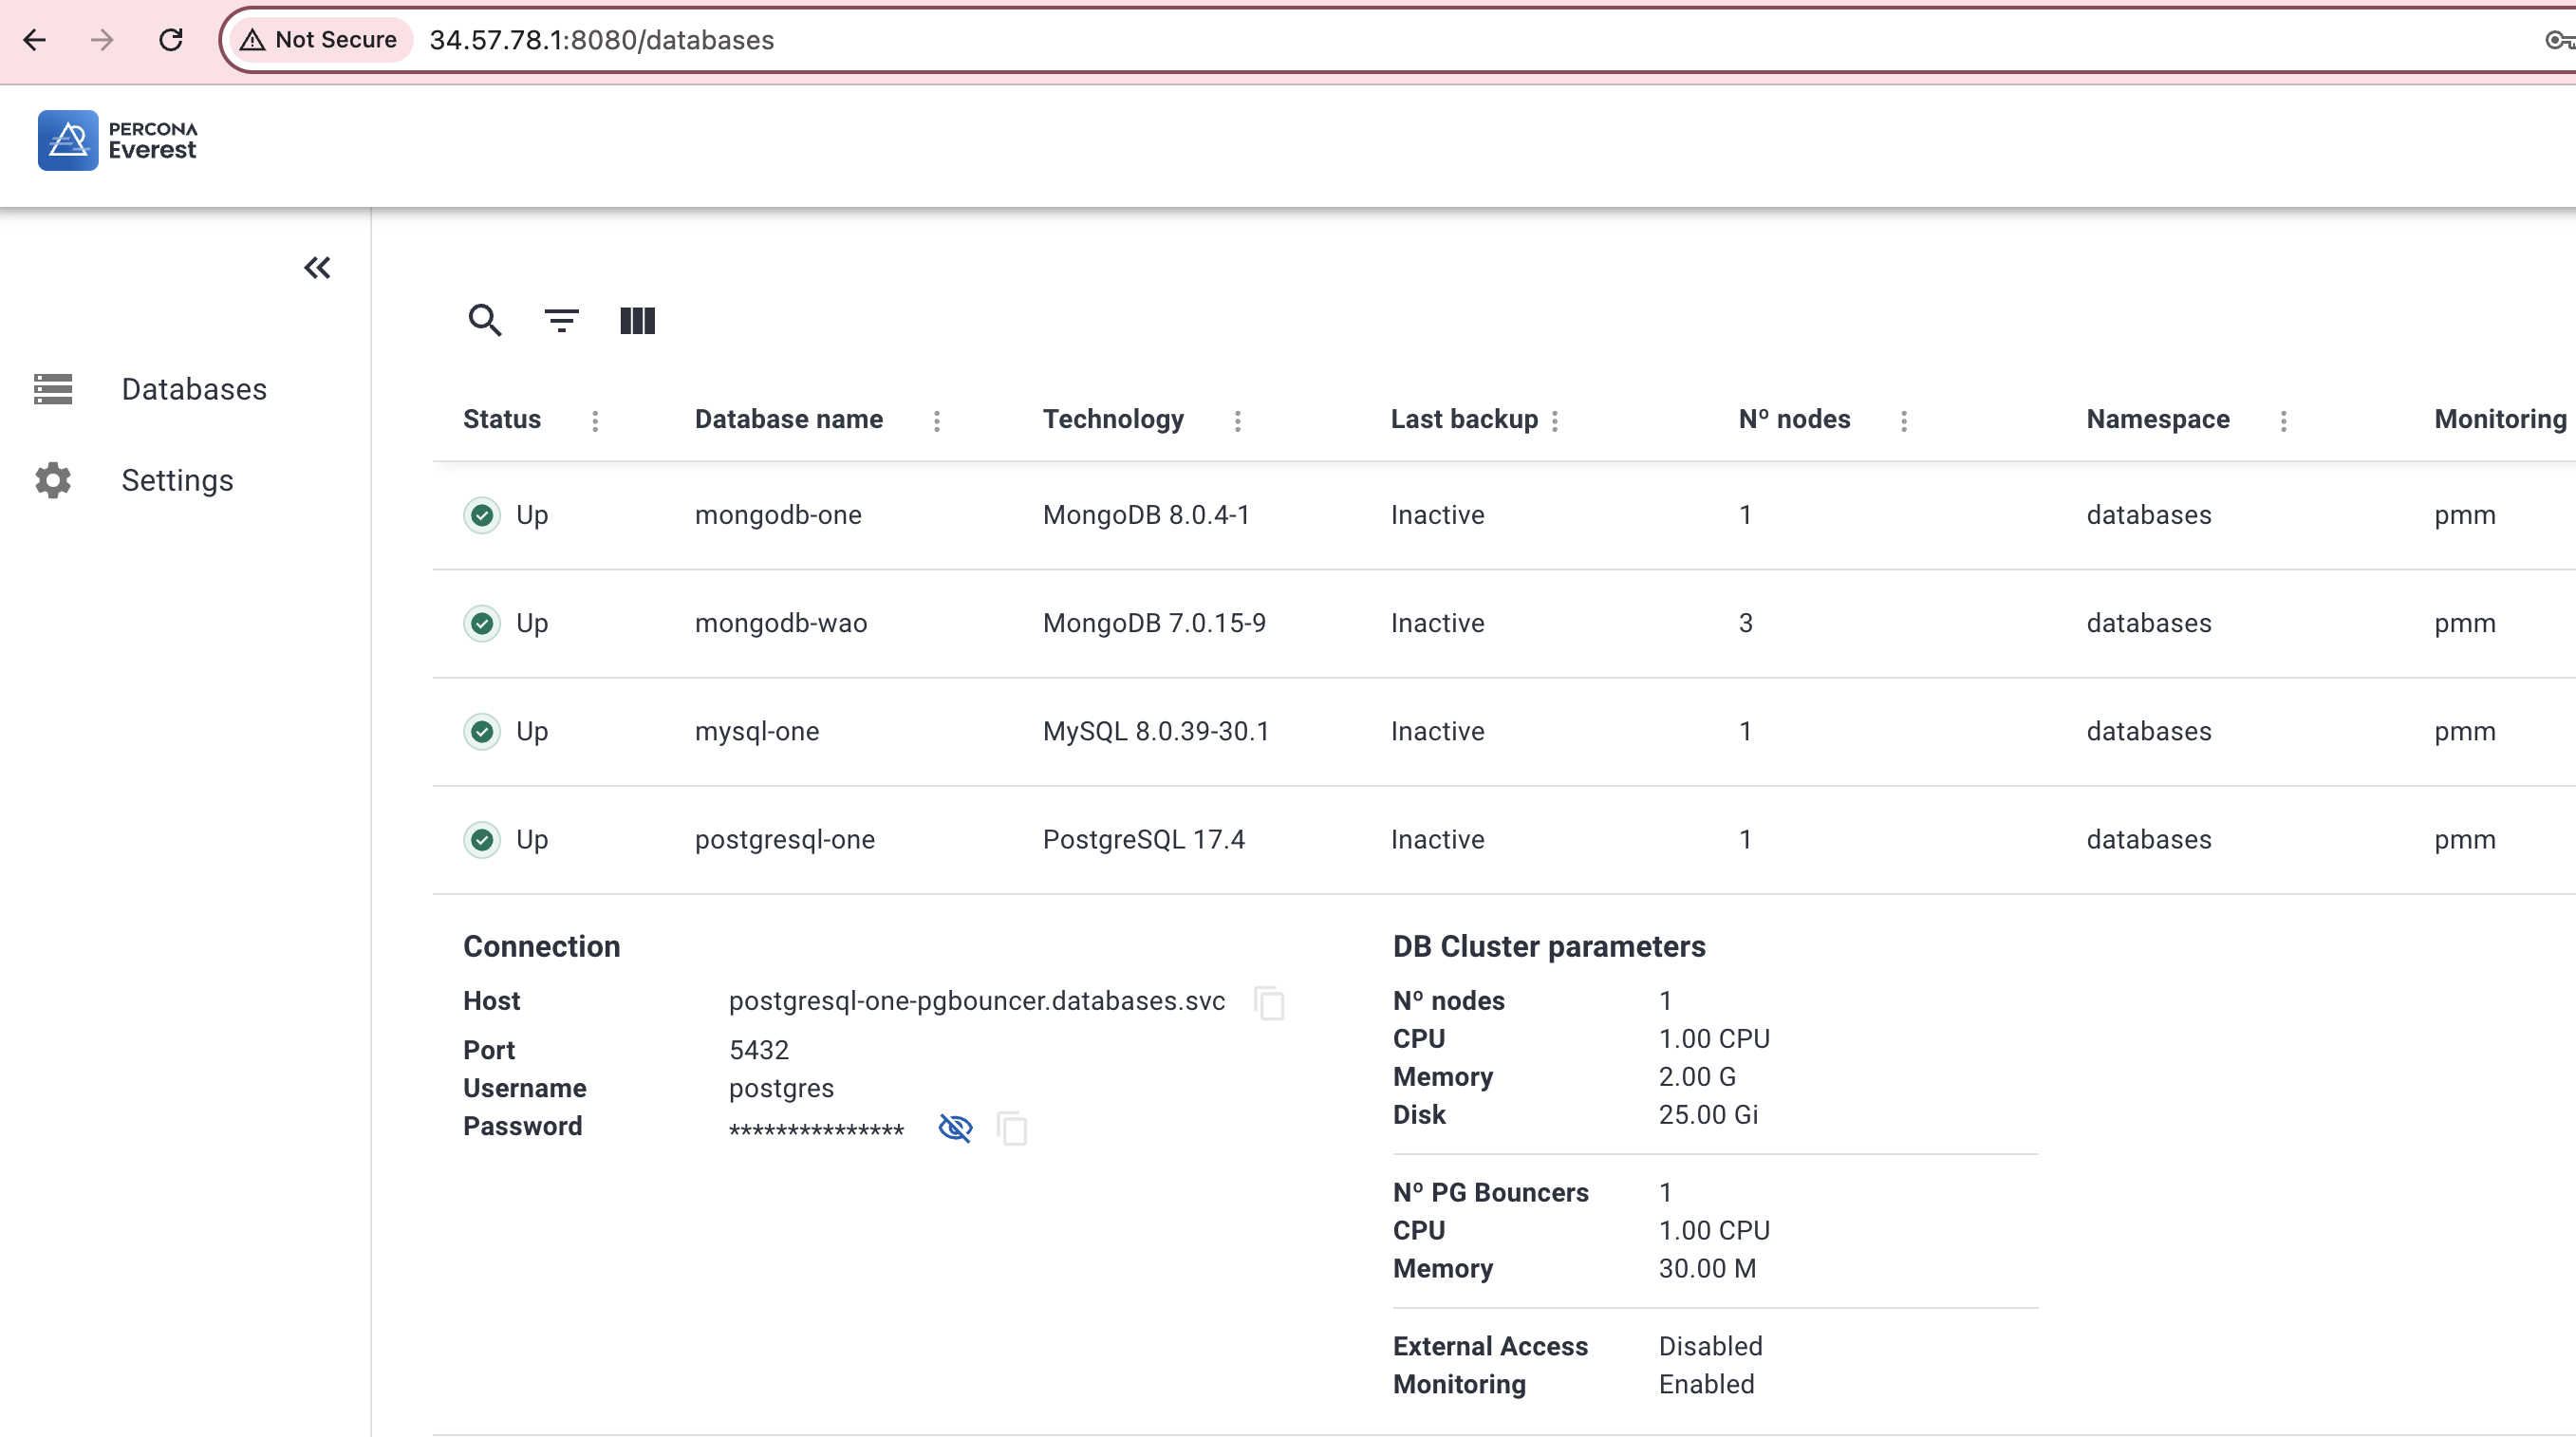 Not Secure 34.57.78.1:8080/databases
PERCONA
Everest
Databases
Settings
Status Database name Technology Last backup Nº nodes Namespace Monitoring
Up mongodb-one MongoDB 8.0.4-1 Inactive 1 databases pmm
Up mongodb-wao MongoDB 7.0.15-9 Inactive 3 databases pmm
Up mysql-one MySQL 8.0.39-30.1 Inactive 1 databases pmm
Up postgresql-one PostgreSQL 17.4 Inactive 1 databases pmm
Connection
Host postgresql-one-pgbouncer.databases.svc
Port 5432
Username postgres
Password ***************
DB Cluster parameters
Nº nodes 1
CPU 1.00 CPU
Memory 2.00 G
Disk 25.00 Gi
Nº PG Bouncers 1
CPU 1.00 CPU
Memory 30.00 M
External Access Disabled
Monitoring Enabled